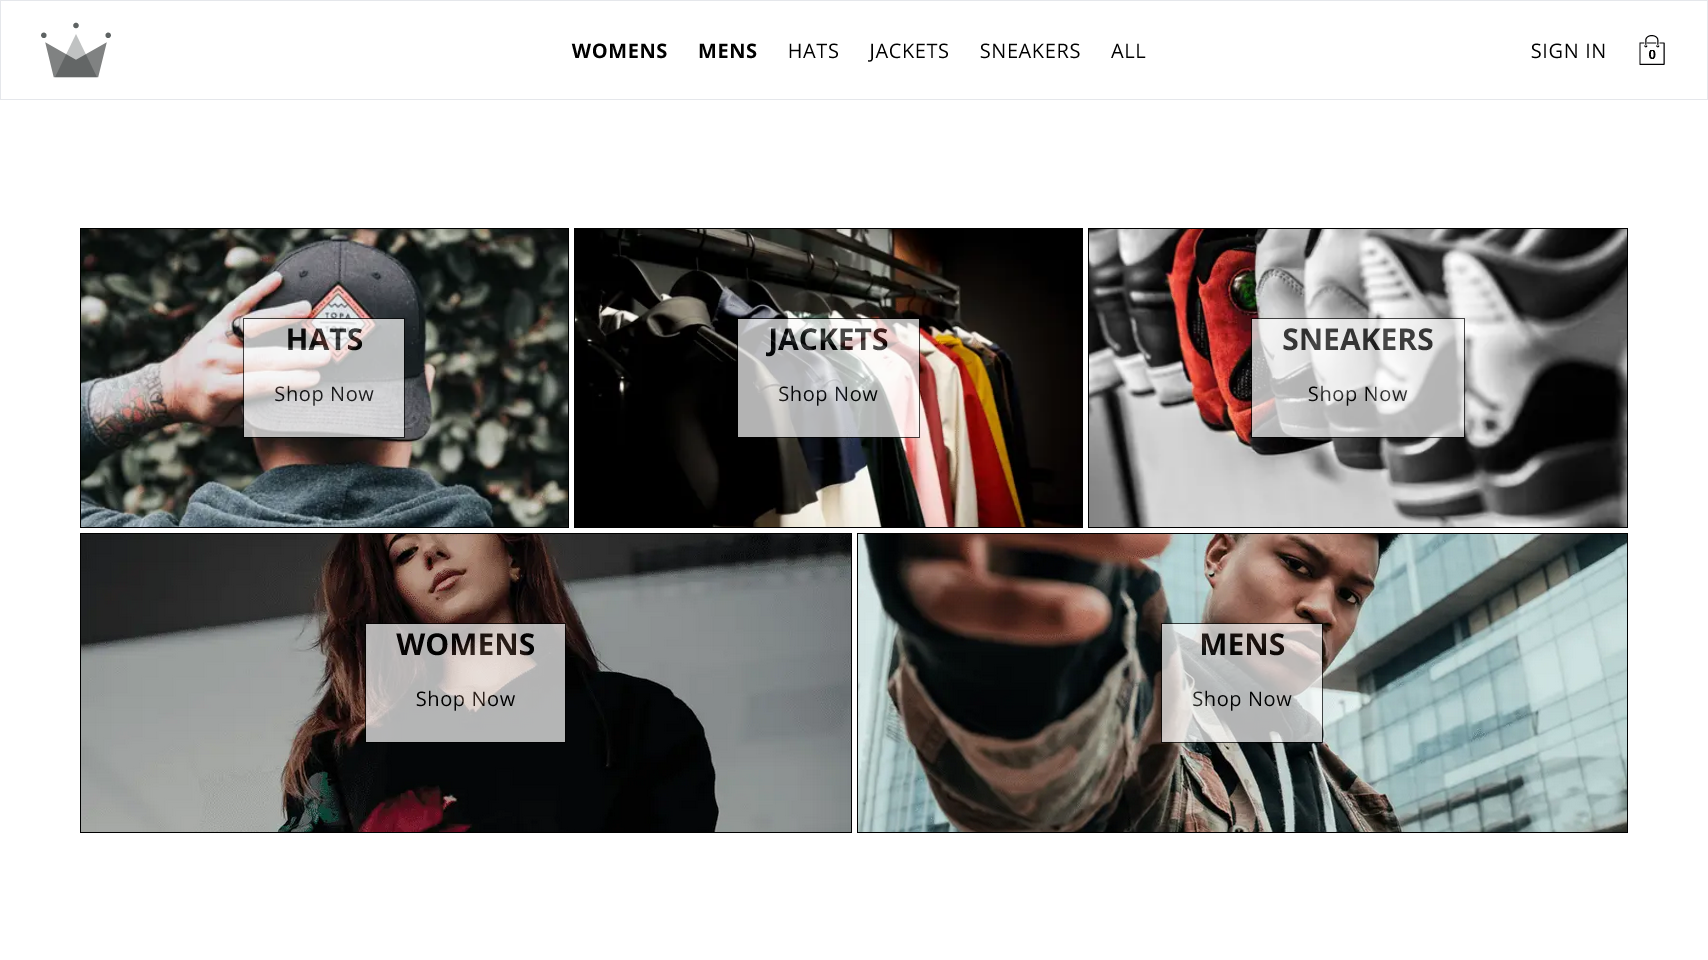 WOMENS MENS HATS JACKETS SNEAKERS ALL SIGN IN 0
TOPA
HATS
Shop Now
JACKETS
Shop Now
SNEAKERS
Shop Now
WOMENS
Shop Now
MENS
Shop Now